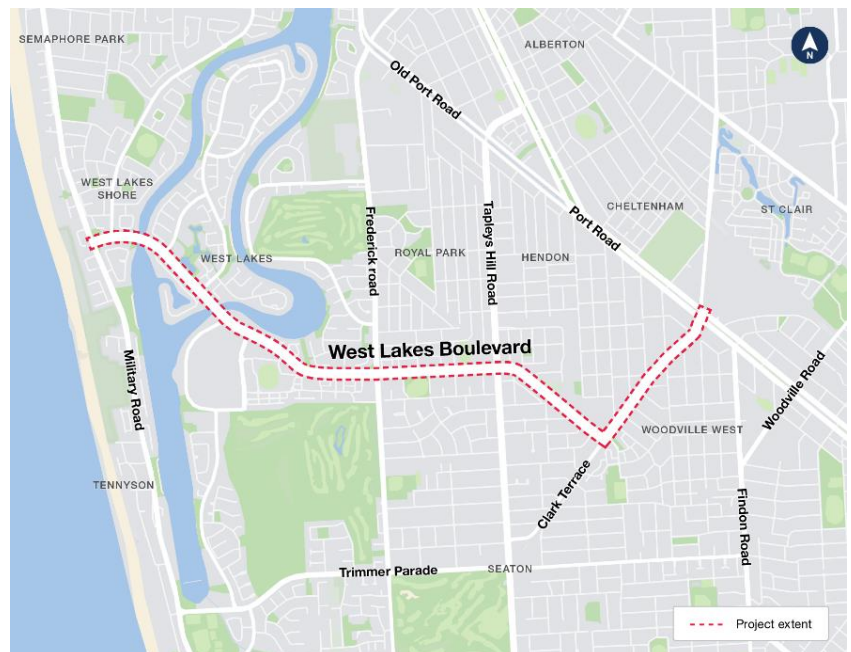 SEMAPHORE PARK
ALBERTON
N
Old Port Road
WEST LAKES
SHORE
CHELTENHAM
ST CLAIR
Port Road
Frederick road
Tapleys Hill Road
ROYAL PARK
HENDON
WEST LAKES
West Lakes Boulevard
Military Road
Woodville Road
WOODVILLE WEST
TENNYSON
Clark Terrace
Findon Road
Trimmer Parade
SEATON
Project extent